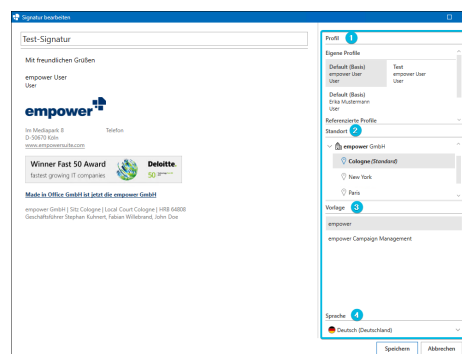 Signatur bearbeiten
Test-Signatur
Mit freundlichen Grüßen
empower User
User
empower
Im Mediapark 8 Telefon
D-50670 Köln
www.empowersuite.com
Winner Fast 50 Award
fastest growing IT companies
Deloitte.
50
Made in Office GmbH ist jetzt die empower GmbH
empower GmbH | Sitz Cologne | Local Court Cologne | HRB 64808
Geschäftsführer Stephan Kuhnert, Fabian Willebrand, John Doe
Profil 1
Eigene Profile
Default (Basis)
empower User
User
Test
empower User
User
Default (Basis)
Erika Mustermann
User
Referenzierte Profile
Standort 2
empower GmbH
Cologne (Standard)
New York
Paris
Vorlage 3
empower
empower Campaign Management
Sprache 4
Deutsch (Deutschland)
Speichern Abbrechen